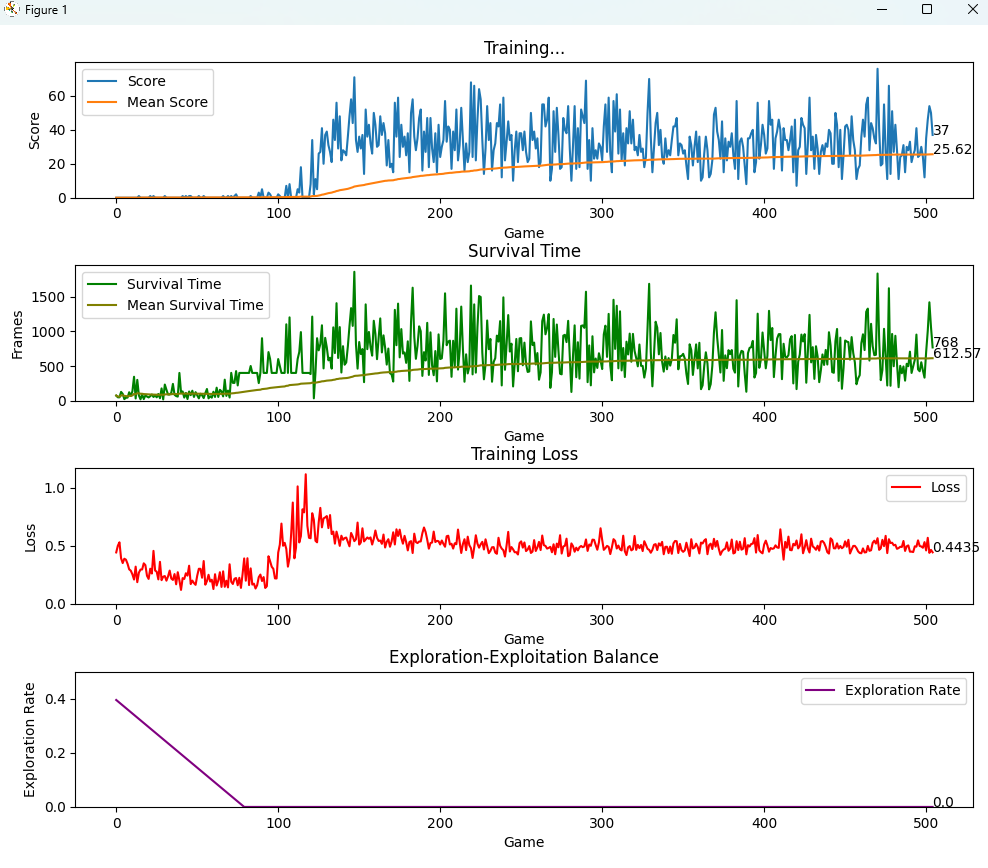 Figure 1
Training...
Score
Mean Score
Score
60
40
20
0
37
25.62
0 100 200 300 400 500
Game
Survival Time
Survival Time
Mean Survival Time
Frames
1500
1000
500
0
768
612.57
0 100 200 300 400 500
Game
Training Loss
Loss
Loss
1.0
0.5
0.0
0.4435
0 100 200 300 400 500
Game
Exploration-Exploitation Balance
Exploration Rate
Exploration Rate
0.4
0.2
0.0
0.0
0 100 200 300 400 500
Game